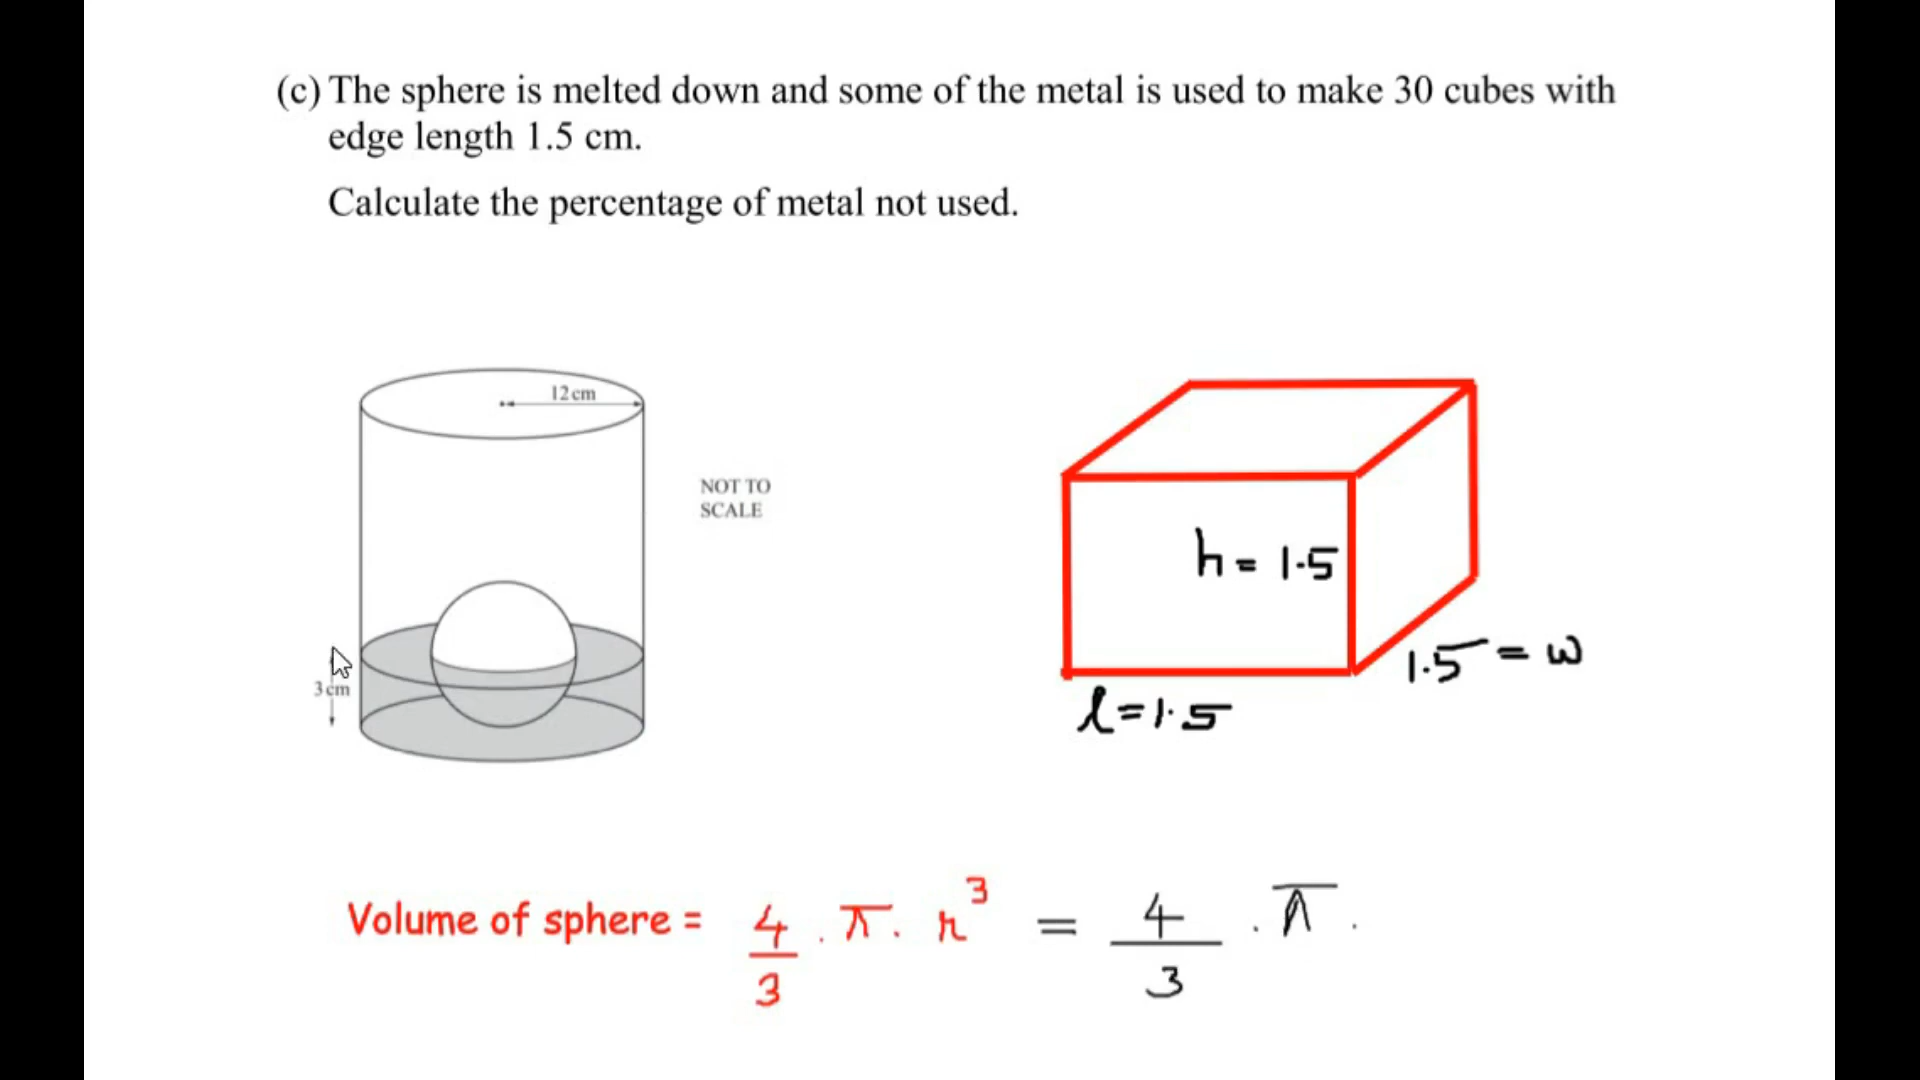 (c) The sphere is melted down and some of the metal is used to make 30 cubes with
edge length 1.5 cm.
Calculate the percentage of metal not used.
12 cm
NOT TO
SCALE
3 cm
h = 1.5
1.5 = w
l = 1.5
Volume of sphere = 4/3 . π . r³ = 4/3 . π .